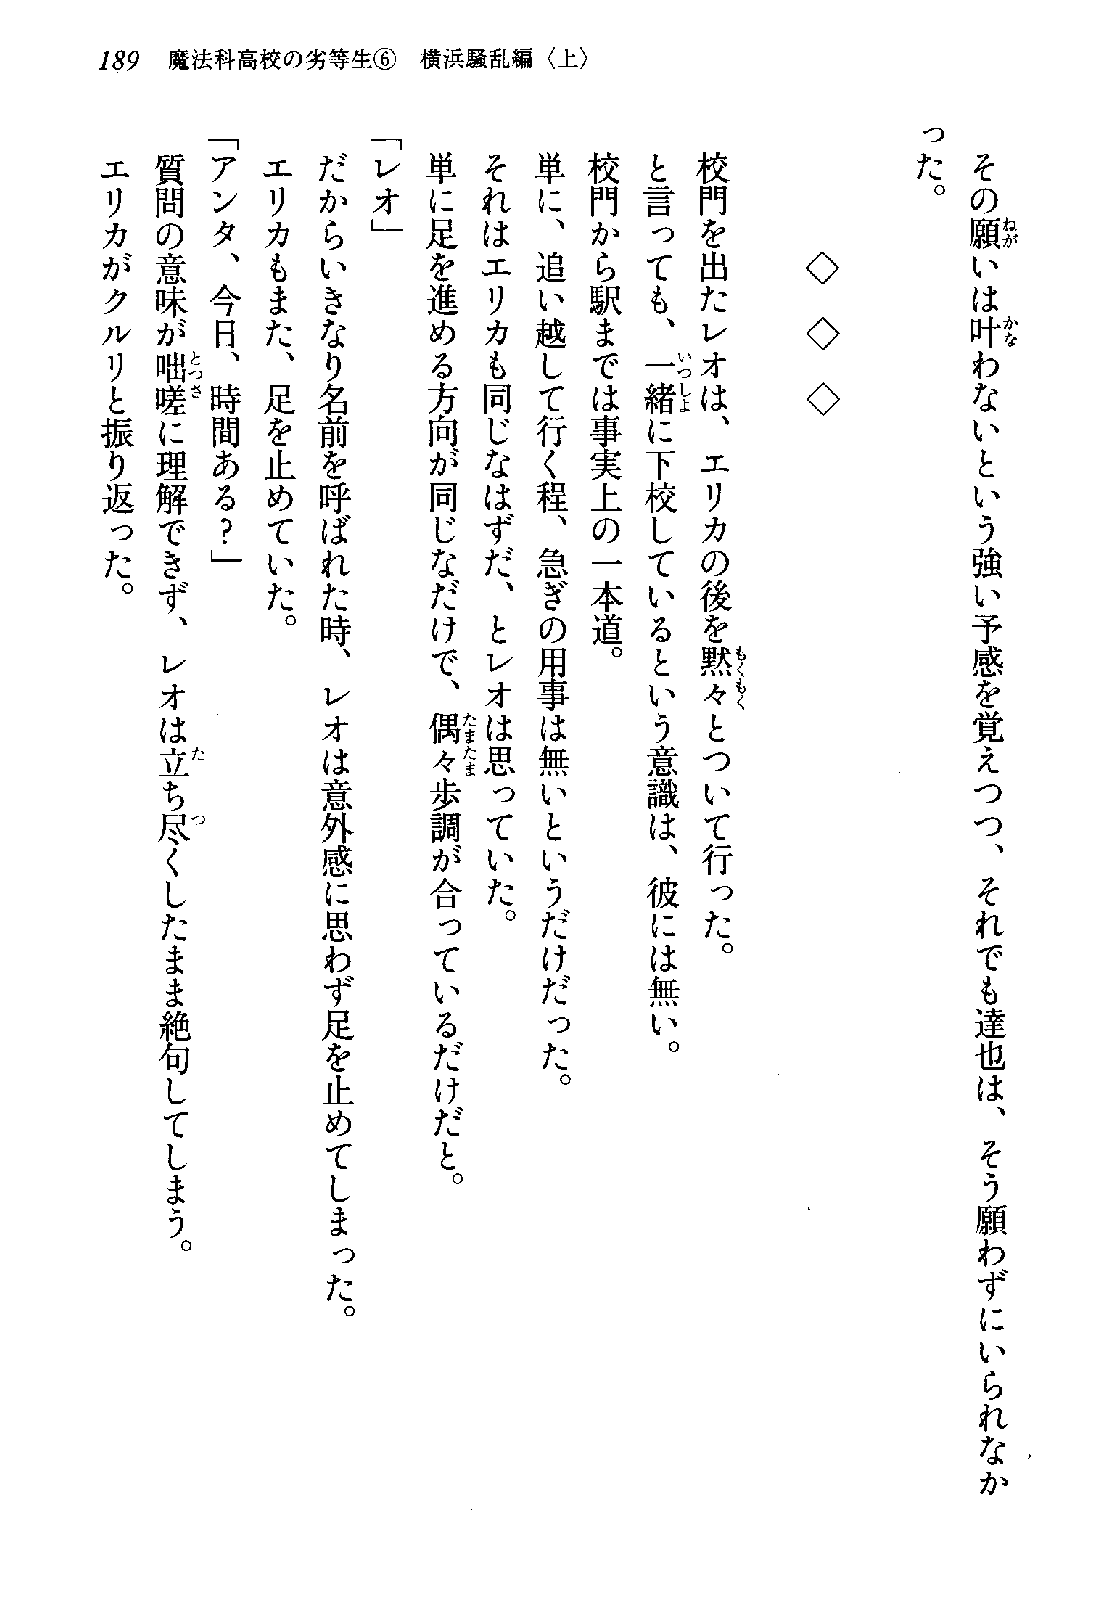 189　魔法科高校の劣等生⑥　横浜騒乱編〈上〉
その願いは叶わないという強い予感を覚えつつ、それでも達也は、そう願わずにいられなか
った。
◇　◇　◇
校門を出たレオは、エリカの後を黙々とついて行った。
と言っても、一緒に下校しているという意識は、彼には無い。
校門から駅までは事実上の一本道。
単に、追い越して行く程、急ぎの用事は無いというだけだった。
それはエリカも同じなはずだ、とレオは思っていた。
単に足を進める方向が同じなだけで、偶々歩調が合っているだけだと。
「レオ」
だからいきなり名前を呼ばれた時、レオは意外感に思わず足を止めてしまった。
エリカもまた、足を止めていた。
「アンタ、今日、時間ある？」
質問の意味が咄嗟に理解できず、レオは立ち尽くしたまま絶句してしまう。
エリカがクルリと振り返った。